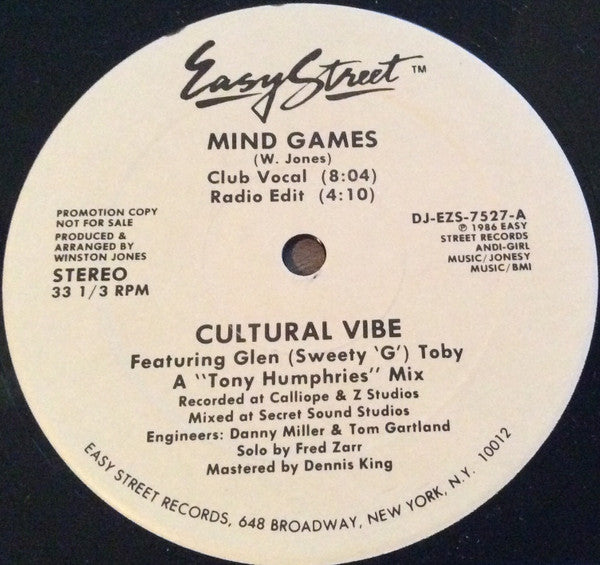 Easy Street ™
MIND GAMES
(W. Jones)
Club Vocal (8:04)
Radio Edit (4:10)
PROMOTION COPY
NOT FOR SALE
PRODUCED &
ARRANGED BY
WINSTON JONES
STEREO
33 1/3 RPM
DJ-EZS-7527-A
℗ 1986 EASY
STREET RECORDS
ANDI-GIRL
MUSIC/JONESY
MUSIC/BMI
CULTURAL VIBE
Featuring Glen (Sweety 'G') Toby
A "Tony Humphries" Mix
Recorded at Calliope & Z Studios
Mixed at Secret Sound Studios
Engineers: Danny Miller & Tom Gartland
Solo by Fred Zarr
Mastered by Dennis King
EASY STREET RECORDS, 648 BROADWAY, NEW YORK, N.Y. 10012